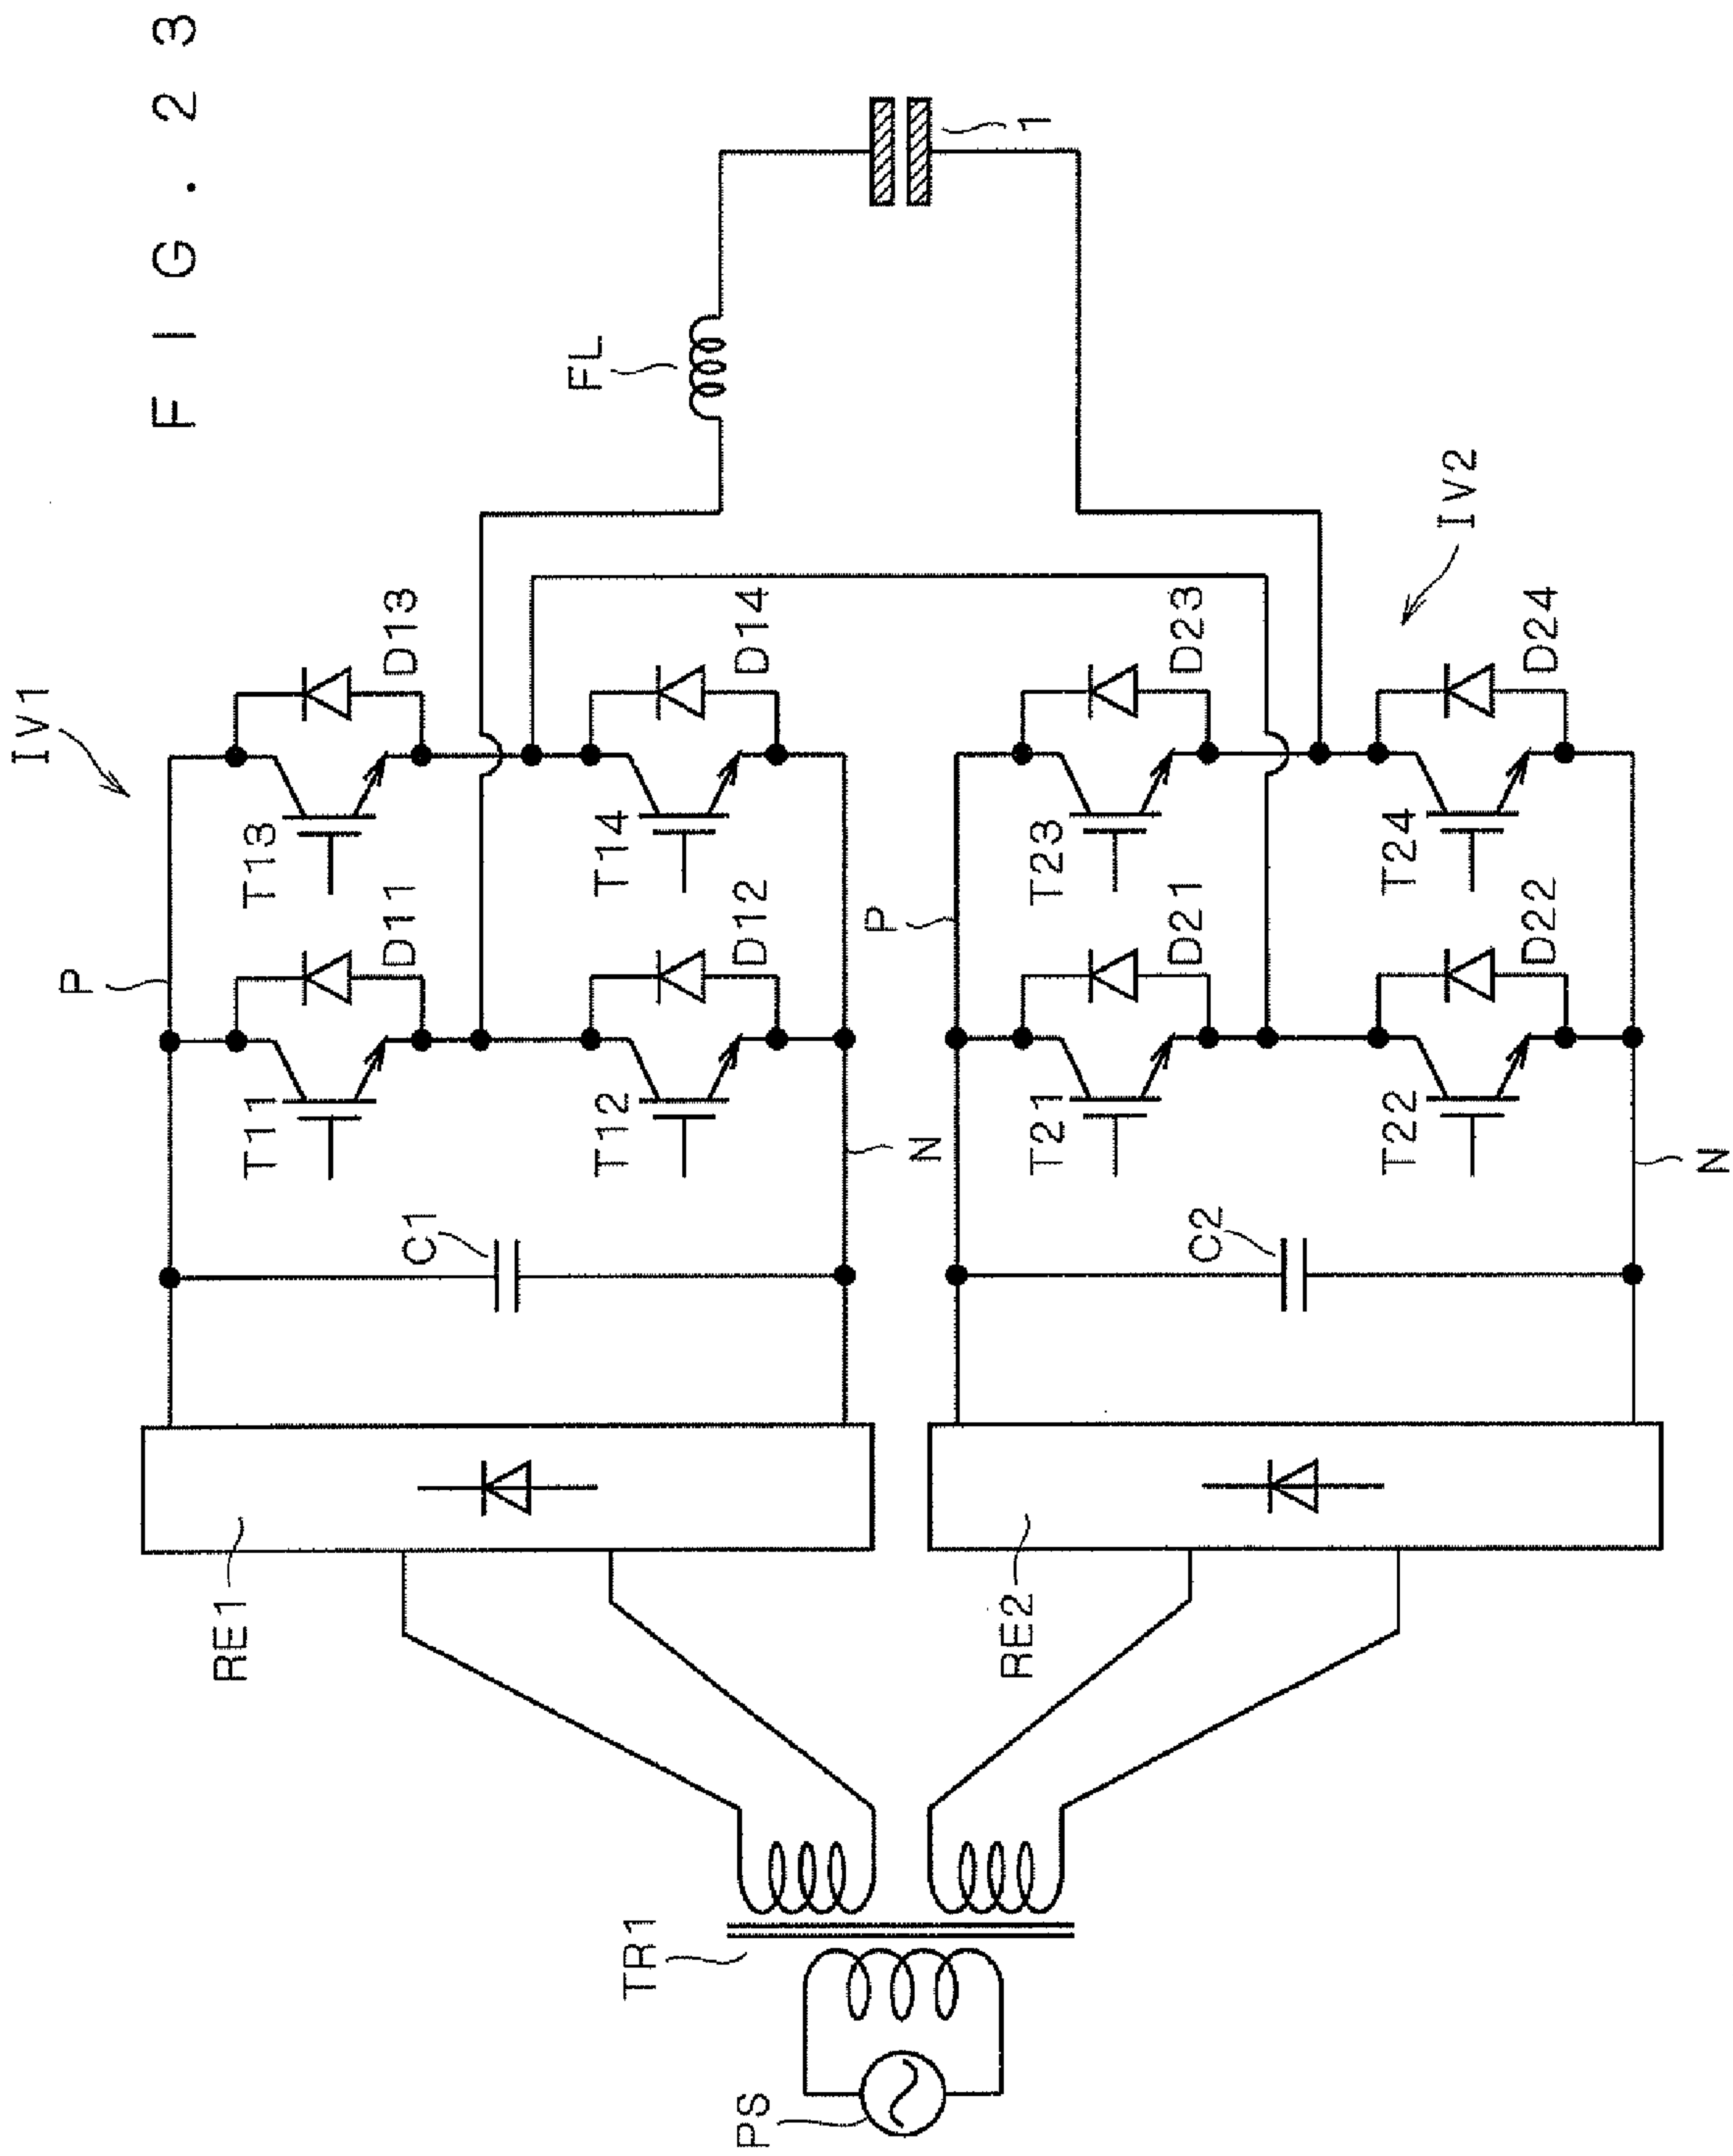 FIG. 23
IV1
P
T11
D11
T13
D13
T12
D12
T14
D14
N
C1
RE1
FL
1
TR1
PS
P
T21
D21
T23
D23
T22
D22
T24
D24
N
C2
RE2
IV2